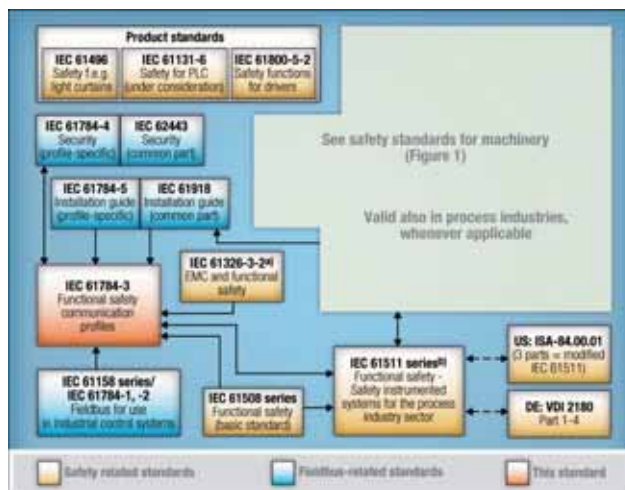 Product standards
IEC 61496
Safety f.e.g.
light curtains
IEC 61131-6
Safety for PLC
(under consideration)
IEC 61800-5-2
Safety functions
for drivers
IEC 61784-4
Security
(profile-specific)
IEC 62443
Security
(common part)
See safety standards for machinery
(Figure 1)
IEC 61784-5
Installation guide
(profile-specific)
IEC 61918
Installation guide
(common part)
Valid also in process industries,
whenever applicable
IEC 61326-3-2a)
EMC and functional
safety
IEC 61784-3
Functional safety
communication
profiles
US: ISA-84.00.01
(3 parts = modified
IEC 61511)
IEC 61511 seriesb)
Functional safety -
Safety instrumented
systems for the process
industry sector
IEC 61158 series/
IEC 61784-1, -2
Fieldbus for use
in industrial control systems
IEC 61508 series
Functional safety
(basic standard)
DE: VDI 2180
Part 1-4
Safety related standards
Fieldbus-related standards
This standard